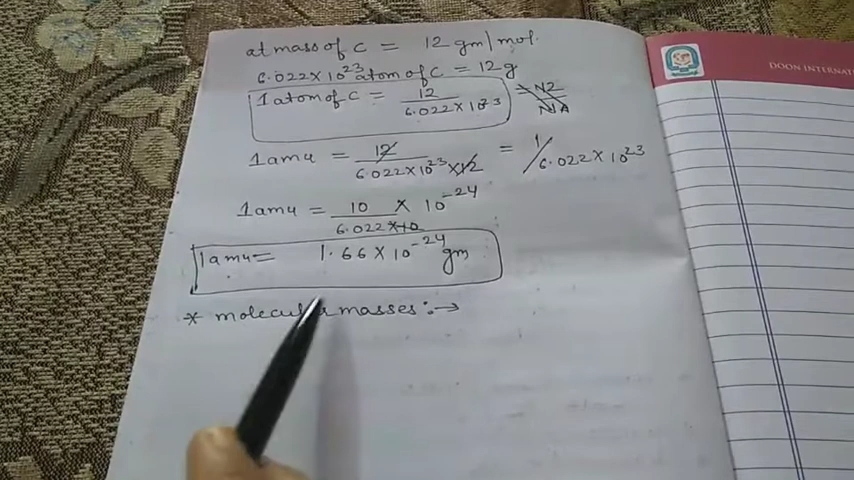 at mass of c = 12 gm/mol.
6.022×10²³ atom of c = 12g
1 atom of c = 12/6.022×10²³ = N2/NA
1 amu = 12/6.022×10²³×12 = 1/6.022×10²³
1 amu = 10/6.022×10 × 10⁻²⁴
1 amu = 1.66×10⁻²⁴ gm
* molecular masses:→
DOON INTERNAT